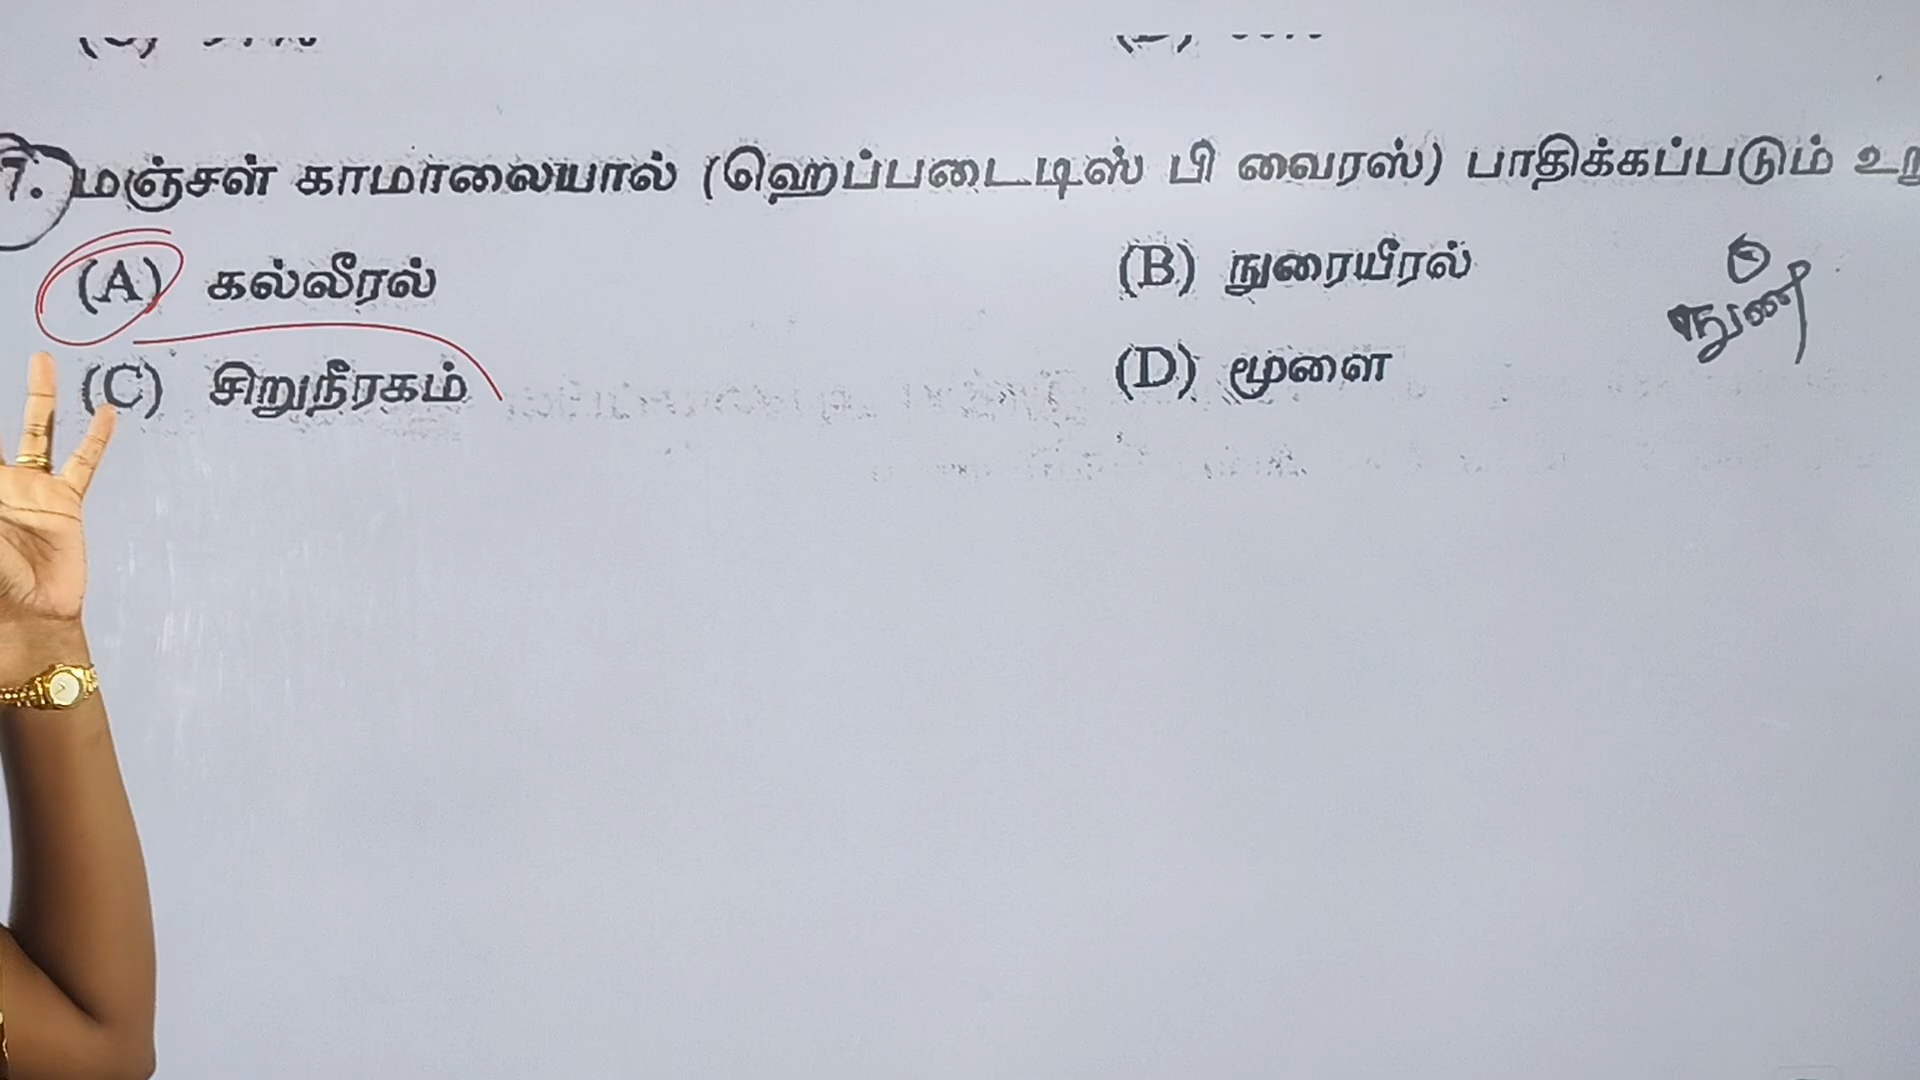 7. மஞ்சள் காமாலையால் (ஹெப்படைடிஸ் பி வைரஸ்) பாதிக்கப்படும்
(A) கல்லீரல்
(B) நுரையீரல்
(C) சிறுநீரகம்
(D) மூளை